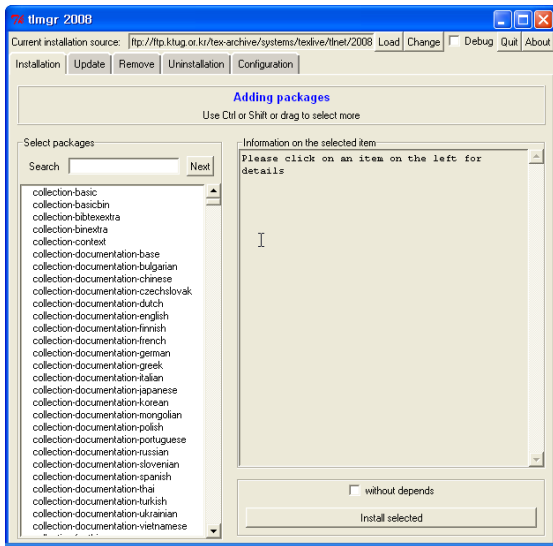 tlmgr 2008
Current installation source: ftp://ftp.ktug.or.kr/tex-archive/systems/texlive/tlnet/2008 Load Change Debug Quit About
Installation Update Remove Uninstallation Configuration
Adding packages
Use Ctrl or Shift or drag to select more
Select packages
Search Next
collection-basic
collection-basicbin
collection-bibtexextra
collection-binextra
collection-context
collection-documentation-base
collection-documentation-bulgarian
collection-documentation-chinese
collection-documentation-czechslovak
collection-documentation-dutch
collection-documentation-english
collection-documentation-finnish
collection-documentation-french
collection-documentation-german
collection-documentation-greek
collection-documentation-italian
collection-documentation-japanese
collection-documentation-korean
collection-documentation-mongolian
collection-documentation-polish
collection-documentation-portuguese
collection-documentation-russian
collection-documentation-slovenian
collection-documentation-spanish
collection-documentation-thai
collection-documentation-turkish
collection-documentation-ukrainian
collection-documentation-vietnamese
Information on the selected item
Please click on an item on the left for
details
without depends
Install selected